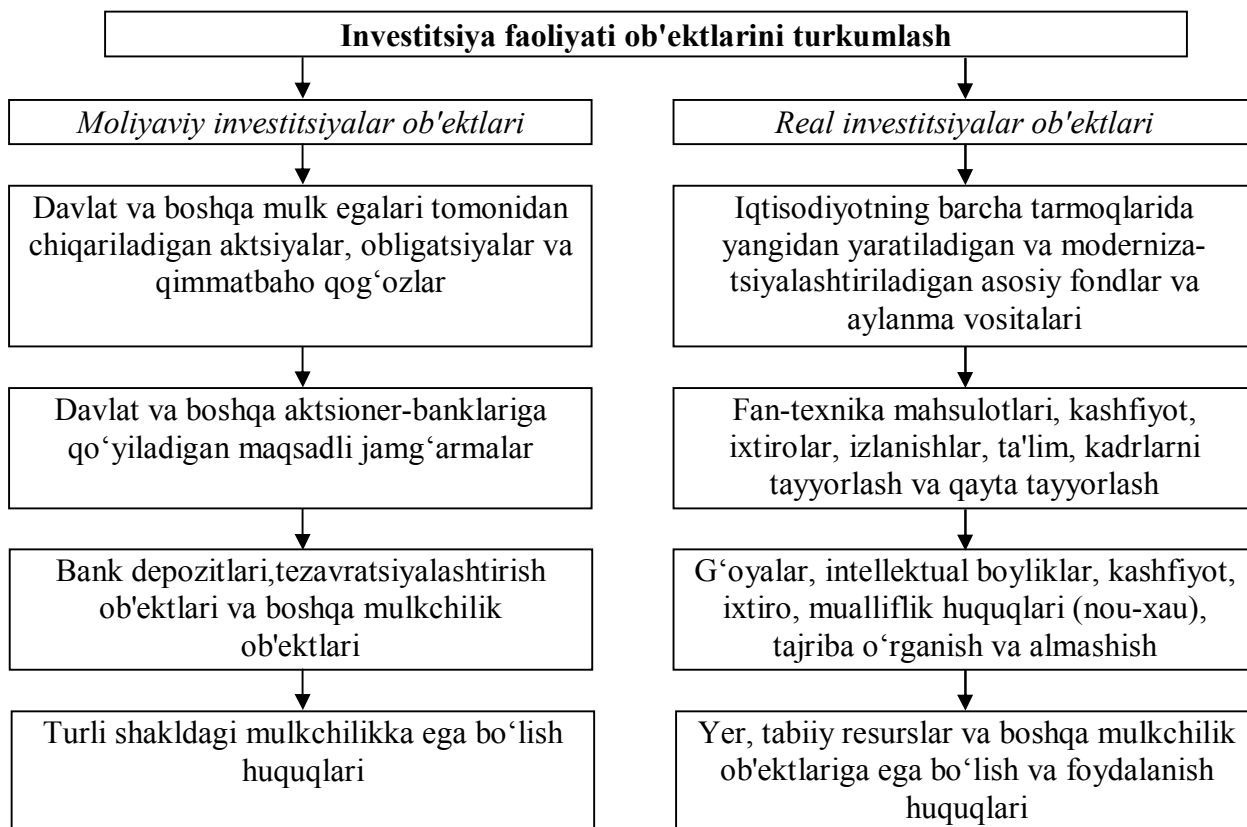 Investitsiya faoliyati ob'ektlarini turkumlash
Moliyaviy investitsiyalar ob'ektlari
Davlat va boshqa mulk egalari tomonidan
chiqariladigan aktsiyalar, obligatsiyalar va
qimmatbaho qog‘ozlar
Davlat va boshqa aktsioner-banklariga
qo‘yiladigan maqsadli jamg‘armalar
Bank depozitlari,tezavratsiyalashtirish
ob'ektlari va boshqa mulkchilik
ob'ektlari
Turli shakldagi mulkchilikka ega bo‘lish
huquqlari
Real investitsiyalar ob'ektlari
Iqtisodiyotning barcha tarmoqlarida
yangidan yaratiladigan va moderniza-
tsiyalashtiriladigan asosiy fondlar va
aylanma vositalari
Fan-texnika mahsulotlari, kashfiyot,
ixtirolar, izlanishlar, ta'lim, kadrlarni
tayyorlash va qayta tayyorlash
G‘oyalar, intellektual boyliklar, kashfiyot,
ixtiro, mualliflik huquqlari (nou-xau),
tajriba o‘rganish va almashish
Yer, tabiiy resurslar va boshqa mulkchilik
ob'ektlariga ega bo‘lish va foydalanish
huquqlari